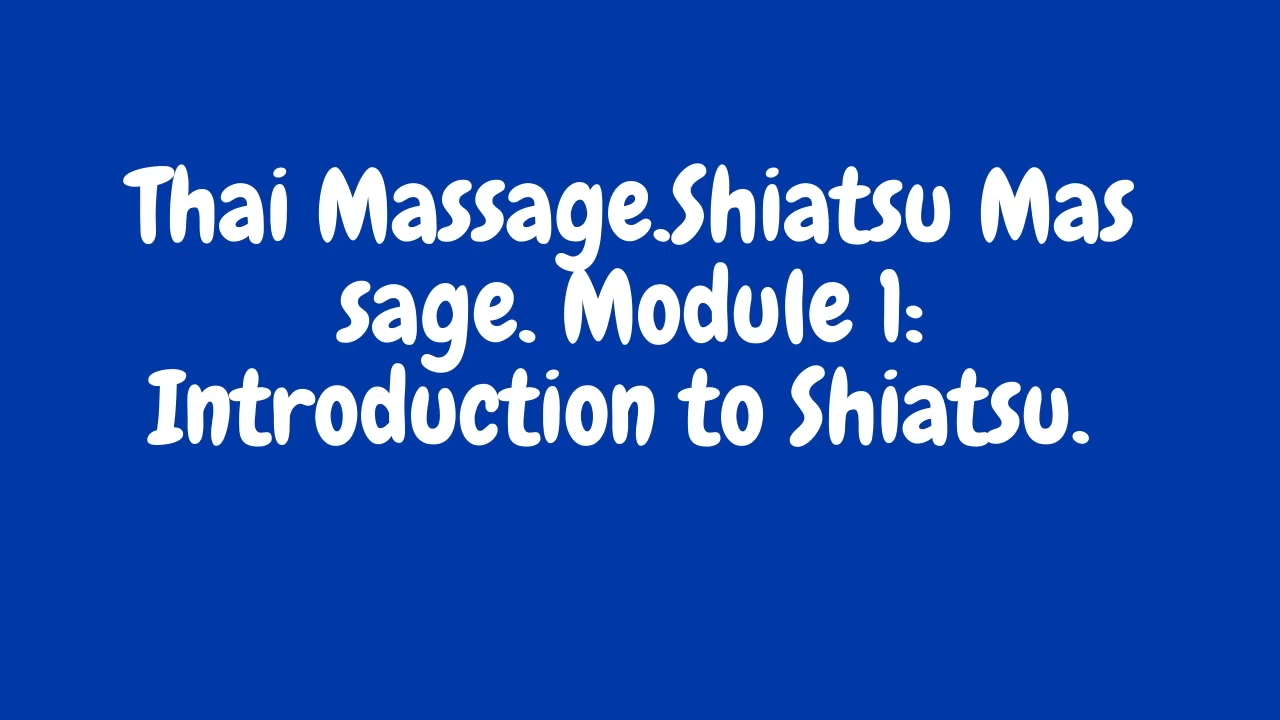 Thai Massage.Shiatsu Mas
sage. Module 1:
Introduction to Shiatsu.